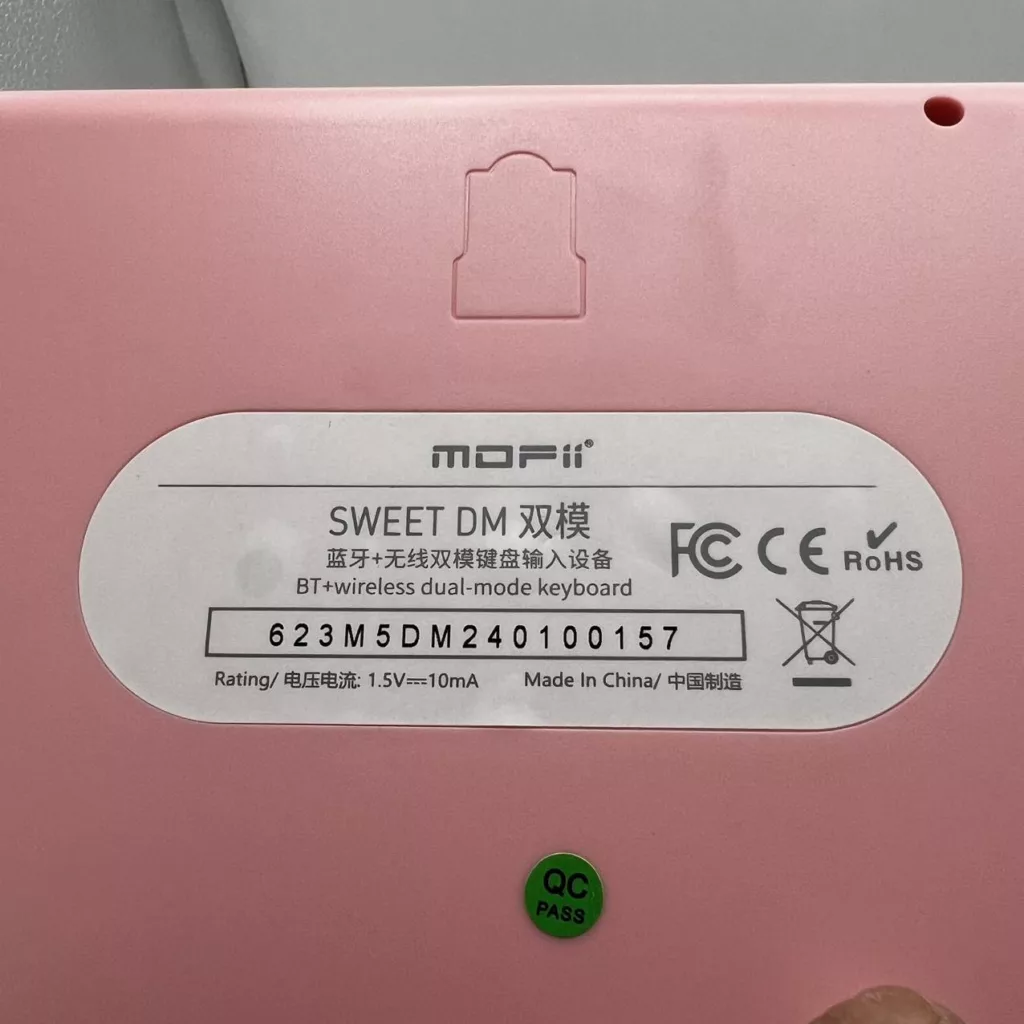 MOFii®
SWEET DM 双模
蓝牙+无线双模键盘输入设备
BT+wireless dual-mode keyboard
FC CE RoHS
623M5DM240100157
Rating/ 电压电流: 1.5V⎓10mA Made In China/ 中国制造
QC
PASS